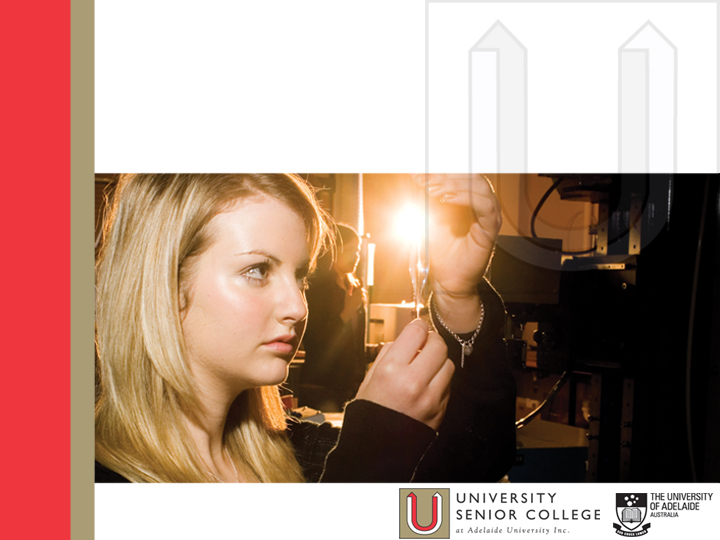 UNIVERSITY
SENIOR COLLEGE
at Adelaide University Inc.
THE UNIVERSITY
OF ADELAIDE
AUSTRALIA